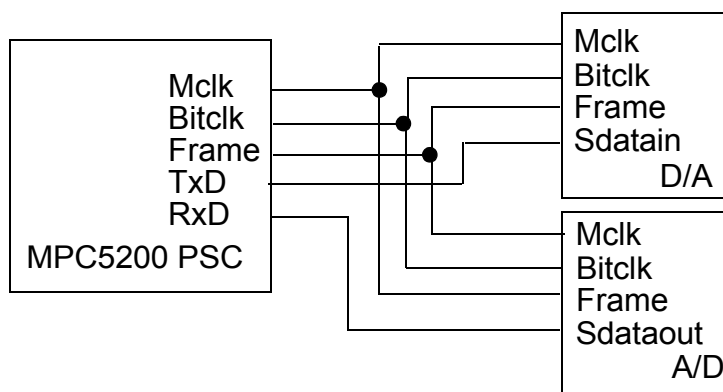 Mclk
Bitclk
Frame
TxD
RxD
MPC5200 PSC
Mclk
Bitclk
Frame
Sdatain
D/A
Mclk
Bitclk
Frame
Sdataout
A/D